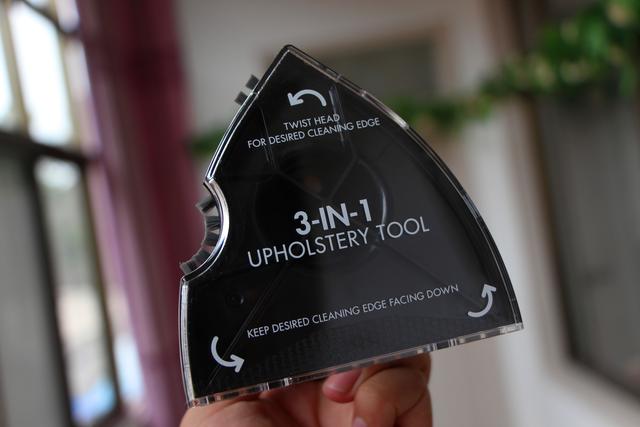 TWIST HEAD
FOR DESIRED CLEANING EDGE
3-IN-1
UPHOLSTERY TOOL
KEEP DESIRED CLEANING EDGE FACING DOWN